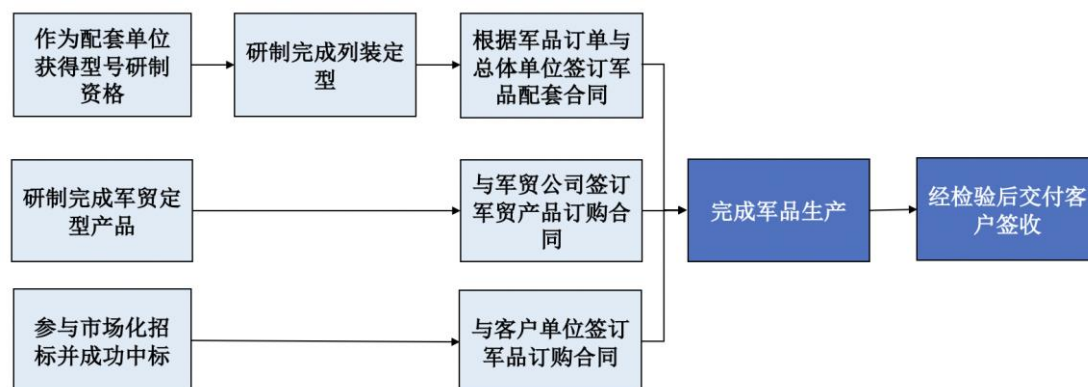 作为配套单位
获得型号研制
资格
研制完成列装定
型
根据军品订单与
总体单位签订军
品配套合同
研制完成军贸定
型产品
与军贸公司签订
军贸产品订购合
同
参与市场化招
标并成功中标
与客户单位签订
军品订购合同
完成军品生产
经检验后交付客
户签收